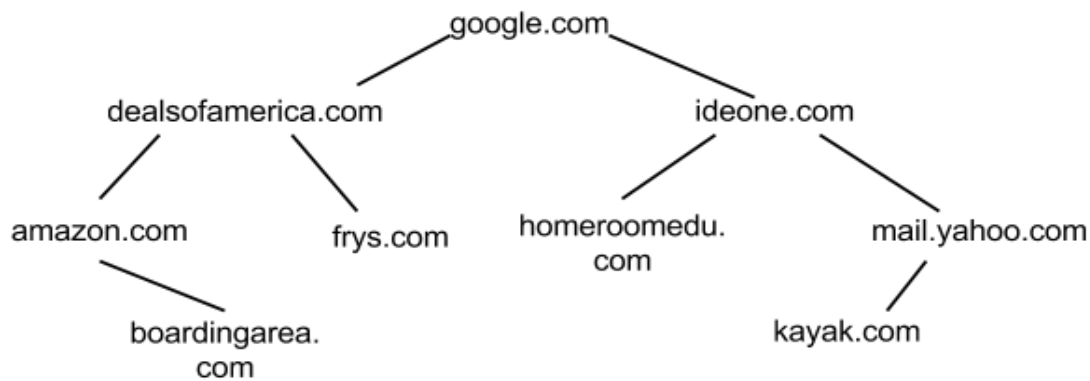 google.com
dealsofamerica.com
ideone.com
amazon.com
frys.com
homeroomedu.
com
mail.yahoo.com
boardingarea.
com
kayak.com